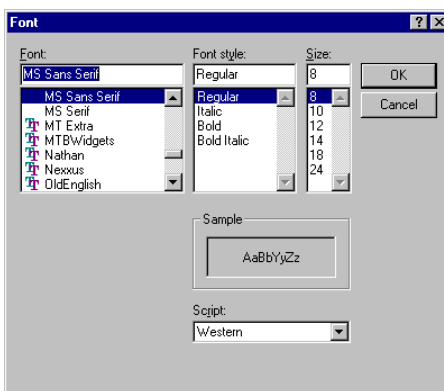 Font
Font:
MS Sans Serif
MS Sans Serif
MS Serif
MT Extra
MTBWidgets
Nathan
Nexxus
OldEnglish
Font style:
Regular
Regular
Italic
Bold
Bold Italic
Size:
8
8
10
12
14
18
24
OK
Cancel
Sample
AaBbYyZz
Script:
Western